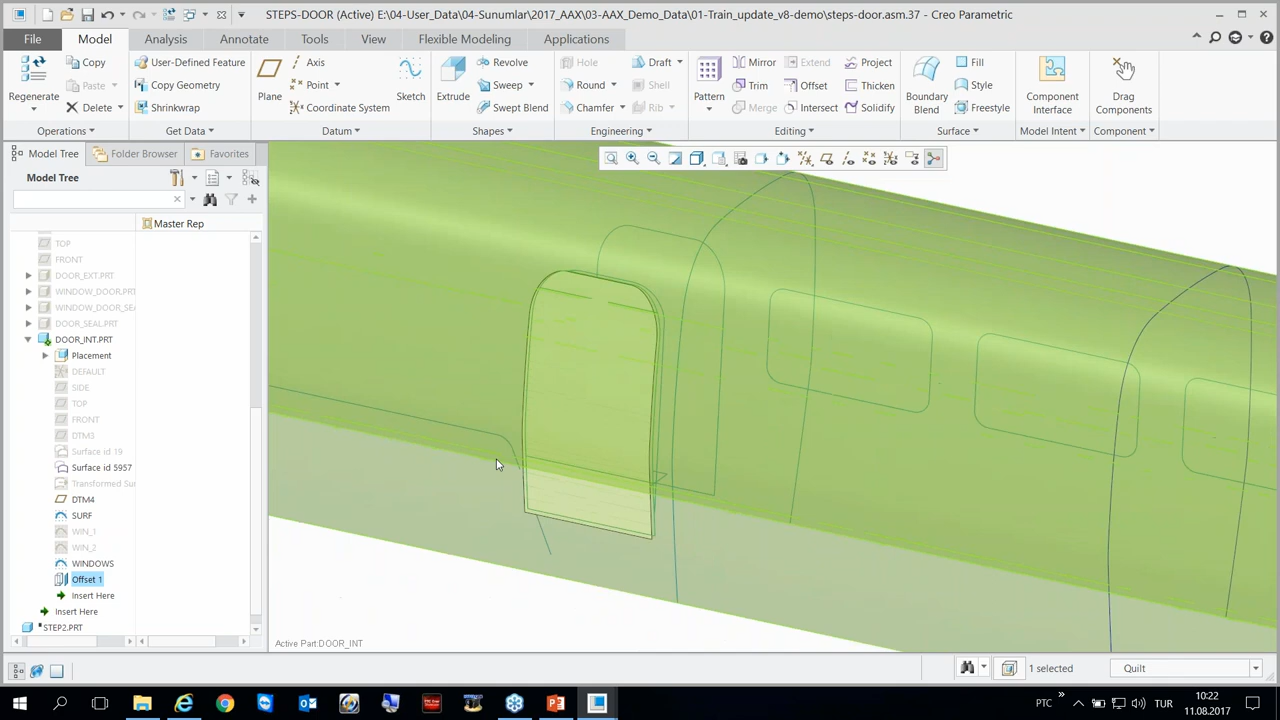 STEPS-DOOR (Active) E:\04-User_Data\04-Sunumlar\2017_AAX\03-AAX_Demo_Data\01-Train_update_v8-demo\steps-door.asm.37 - Creo Parametric
File Model Analysis Annotate Tools View Flexible Modeling Applications
Regenerate
Copy
Paste
Delete
User-Defined Feature
Copy Geometry
Shrinkwrap
Plane
Axis
Point
Coordinate System
Sketch
Extrude
Revolve
Sweep
Swept Blend
Hole
Round
Chamfer
Draft
Shell
Rib
Pattern
Mirror
Trim
Merge
Extend
Offset
Intersect
Project
Thicken
Solidify
Boundary Blend
Fill
Style
Freestyle
Component Interface
Drag Components
Operations Get Data Datum Shapes Engineering Editing Surface Model Intent Component
Model Tree Folder Browser Favorites
Model Tree
Master Rep
TOP
FRONT
DOOR_EXT.PRT
WINDOW_DOOR.PRT
WINDOW_DOOR_SEA
DOOR_SEAL.PRT
DOOR_INT.PRT
Placement
DEFAULT
SIDE
TOP
FRONT
DTM3
Surface id 19
Surface id 5957
Transformed Sur
DTM4
SURF
WIN_1
WIN_2
WINDOWS
Offset 1
Insert Here
Insert Here
*STEP2.PRT
Active Part:DOOR_INT
1 selected
Quilt
PTC
TUR
10:22
11.08.2017